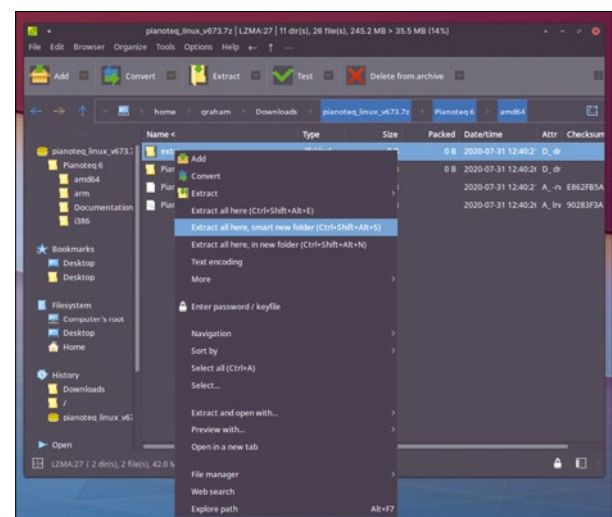 pianoteq_linux_v673.7z | LZMA:27 | 11 dir(s), 26 file(s), 245.2 MB > 35.5 MB (14%)
File Edit Browser Organize Tools Options Help
Add Convert Extract Test Delete from archive
home graham Downloads pianoteq_linux_v673.7z Pianoteq 6 amd64
Name < Type Size Packed Date/time Attr Checksum
pianoteq_linux_v673.7
Pianoteq 6
amd64
arm
Documentation
i386
Bookmarks
Desktop
Desktop
Filesystem
Computer's root
Desktop
Home
History
Downloads
/
pianoteq_linux_v67
Open
0 B 2020-07-31 12:40:2 D_dr
0 B 2020-07-31 12:40:2 D_dr
2020-07-31 12:40:2 E862FB5A
2020-07-31 12:40:2 90283F3A
Add
Convert
Extract
Extract all here (Ctrl+Shift+Alt+E)
Extract all here, smart new folder (Ctrl+Shift+Alt+S)
Extract all here, in new folder (Ctrl+Shift+Alt+N)
Text encoding
More
Enter password / keyfile
Navigation
Sort by
Select all (Ctrl+A)
Select...
Extract and open with...
Preview with...
Open in a new tab
File manager
Web search
Explore path Alt+F7
LZMA:27 | 2 dir(s), 2 file(s), 42.0 M